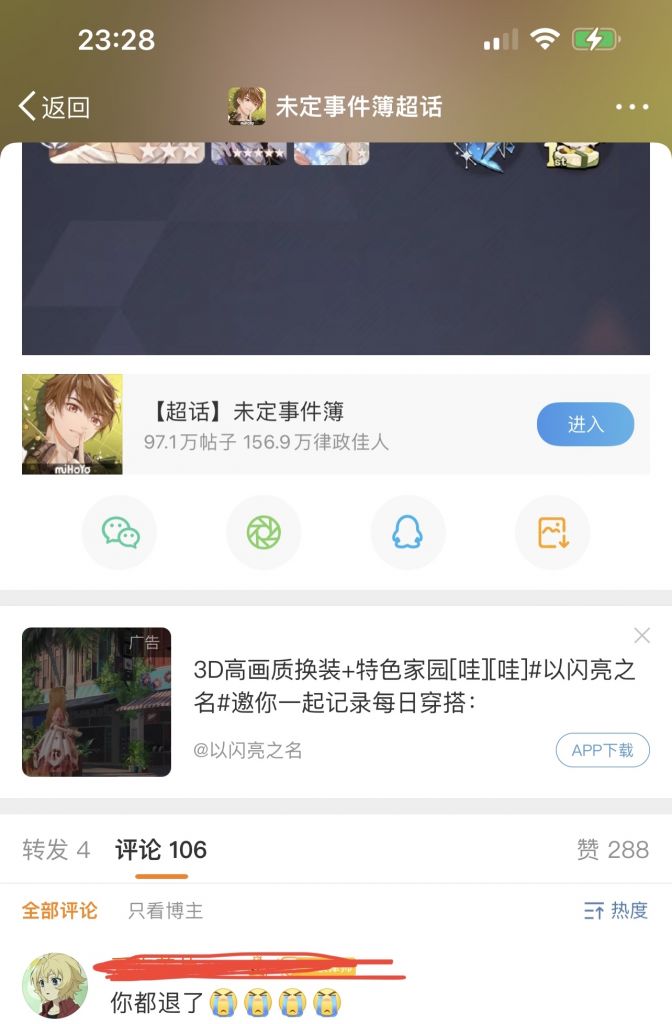 23:28
返回
未定事件簿超话
1st
【超话】未定事件簿
97.1万帖子 156.9万律政佳人
进入
miHoYo
广告
3D高画质换装+特色家园[哇][哇]#以闪亮之
名#邀你一起记录每日穿搭：
@以闪亮之名
APP下载
转发 4
评论 106
赞 288
全部评论
只看博主
热度
你都退了😭😭😭😭